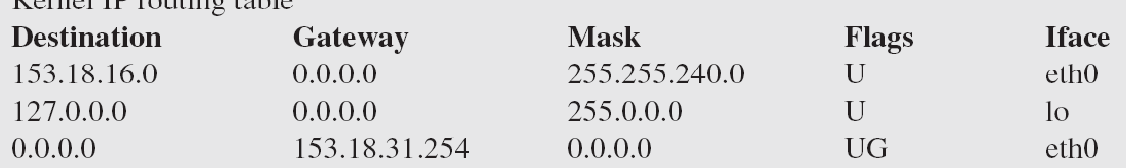 Kernel IP routing table
Destination Gateway Mask Flags Iface
153.18.16.0 0.0.0.0 255.255.240.0 U eth0
127.0.0.0 0.0.0.0 255.0.0.0 U lo
0.0.0.0 153.18.31.254 0.0.0.0 UG eth0